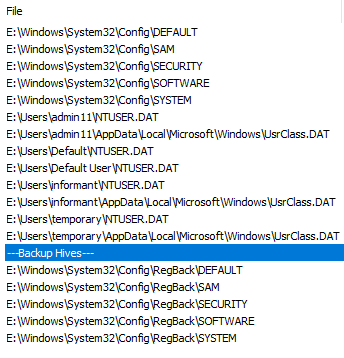 File
E:\Windows\System32\Config\DEFAULT
E:\Windows\System32\Config\SAM
E:\Windows\System32\Config\SECURITY
E:\Windows\System32\Config\SOFTWARE
E:\Windows\System32\Config\SYSTEM
E:\Users\admin11\NTUSER.DAT
E:\Users\admin11\AppData\Local\Microsoft\Windows\UsrClass.DAT
E:\Users\Default\NTUSER.DAT
E:\Users\Default User\NTUSER.DAT
E:\Users\informant\NTUSER.DAT
E:\Users\informant\AppData\Local\Microsoft\Windows\UsrClass.DAT
E:\Users\temporary\NTUSER.DAT
E:\Users\temporary\AppData\Local\Microsoft\Windows\UsrClass.DAT
---Backup Hives---
E:\Windows\System32\Config\RegBack\DEFAULT
E:\Windows\System32\Config\RegBack\SAM
E:\Windows\System32\Config\RegBack\SECURITY
E:\Windows\System32\Config\RegBack\SOFTWARE
E:\Windows\System32\Config\RegBack\SYSTEM